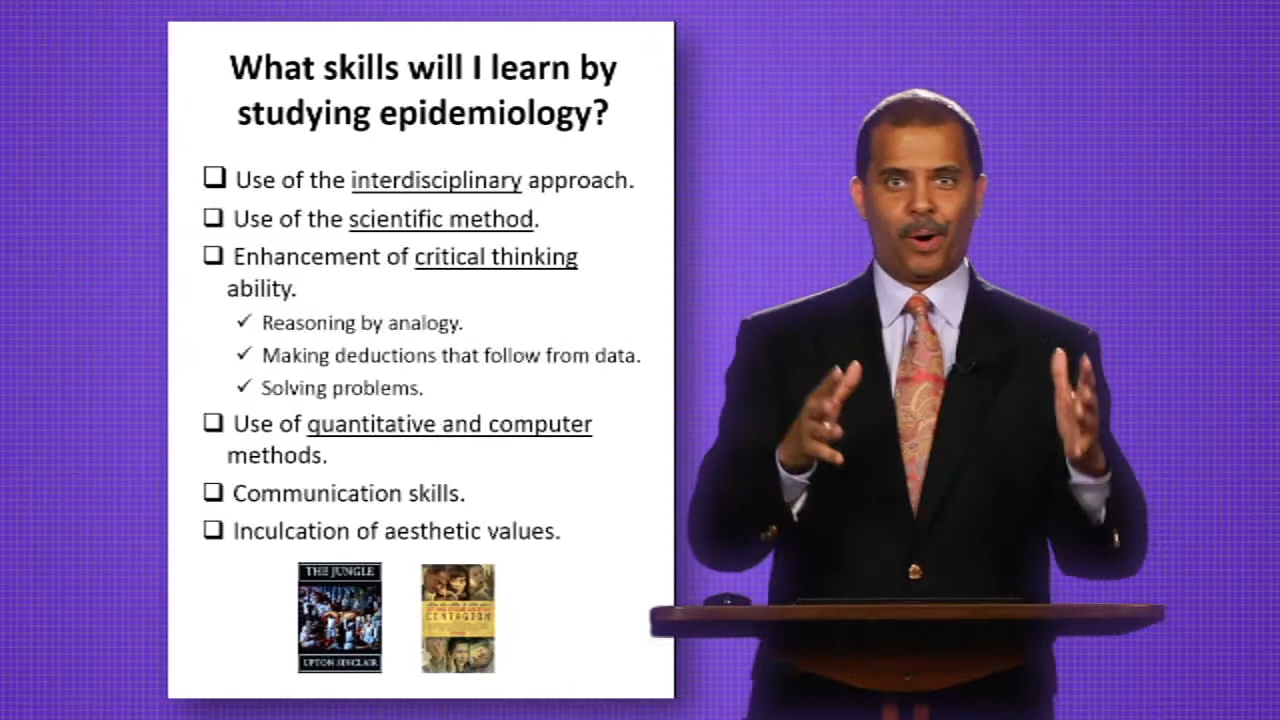 What skills will I learn by
studying epidemiology?
Use of the interdisciplinary approach.
Use of the scientific method.
Enhancement of critical thinking
ability.
Reasoning by analogy.
Making deductions that follow from data.
Solving problems.
Use of quantitative and computer
methods.
Communication skills.
Inculcation of aesthetic values.
THE JUNGLE
UPTON SINCLAIR
CONTAGION